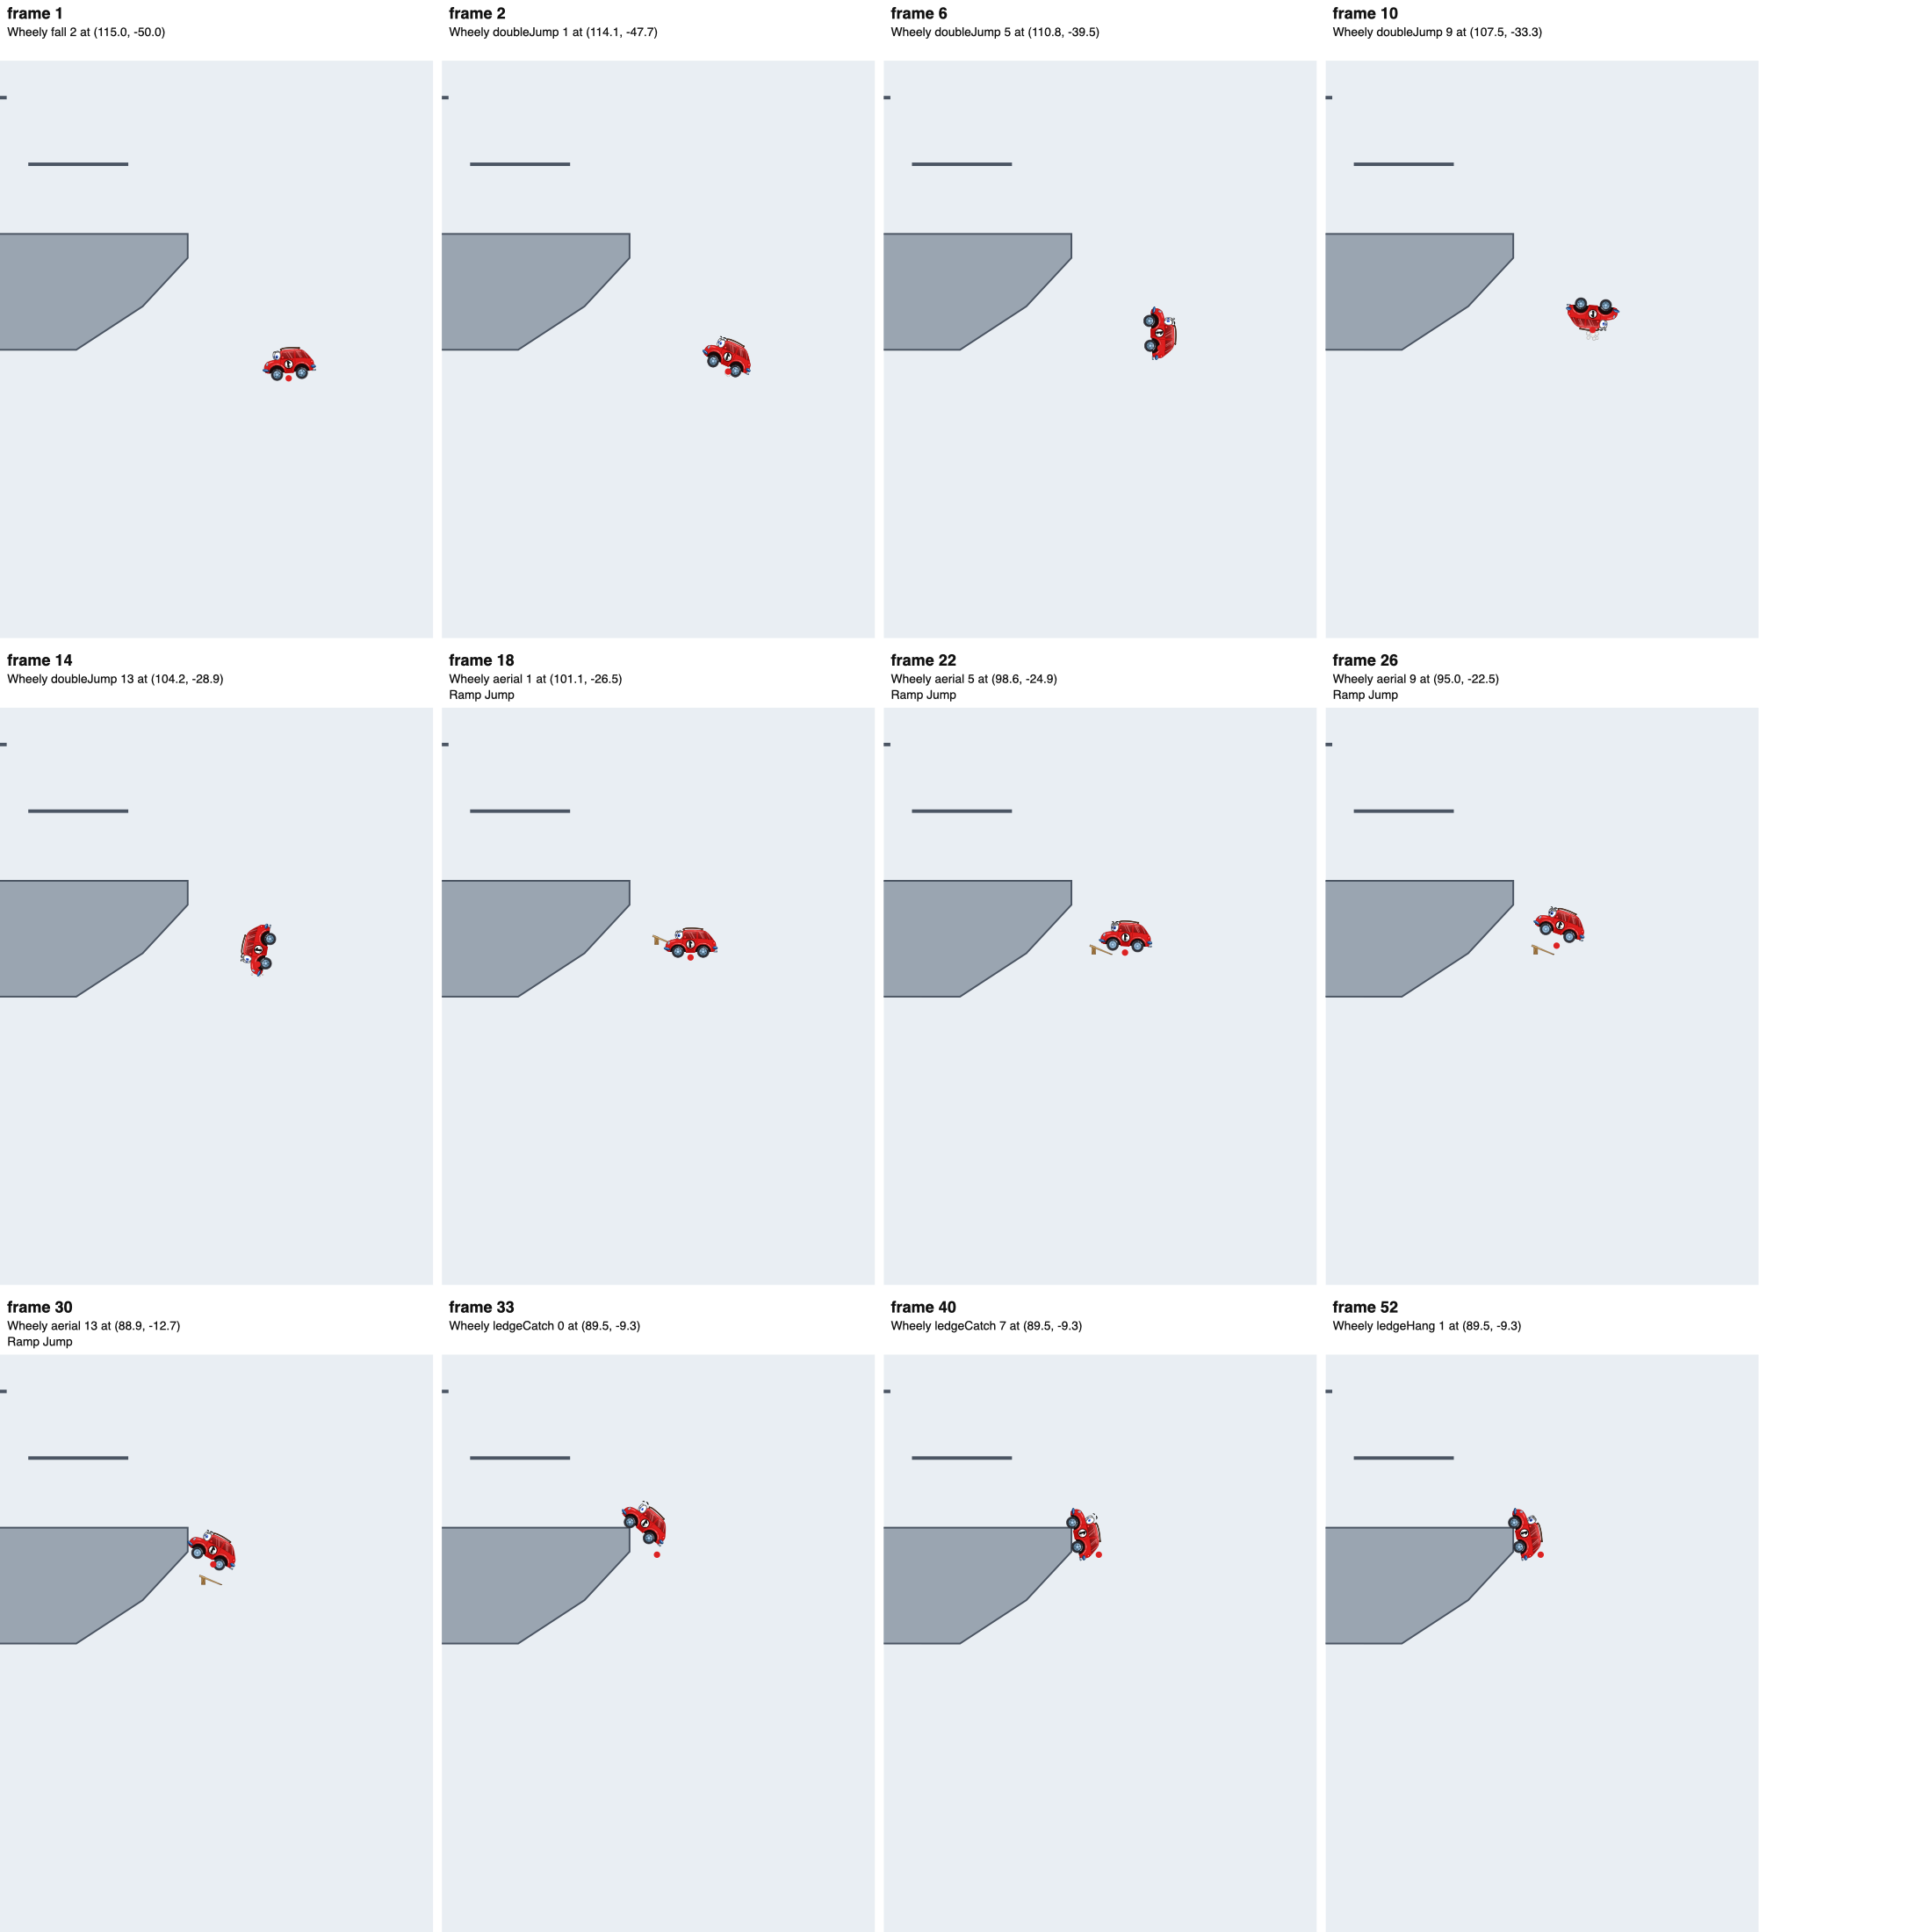 frame 1
Wheely fall 2 at (115.0, -50.0)
frame 2
Wheely doubleJump 1 at (114.1, -47.7)
frame 6
Wheely doubleJump 5 at (110.8, -39.5)
frame 10
Wheely doubleJump 9 at (107.5, -33.3)
frame 14
Wheely doubleJump 13 at (104.2, -28.9)
frame 18
Wheely aerial 1 at (101.1, -26.5)
Ramp Jump
frame 22
Wheely aerial 5 at (98.6, -24.9)
Ramp Jump
frame 26
Wheely aerial 9 at (95.0, -22.5)
Ramp Jump
frame 30
Wheely aerial 13 at (88.9, -12.7)
Ramp Jump
frame 33
Wheely ledgeCatch 0 at (89.5, -9.3)
frame 40
Wheely ledgeCatch 7 at (89.5, -9.3)
frame 52
Wheely ledgeHang 1 at (89.5, -9.3)